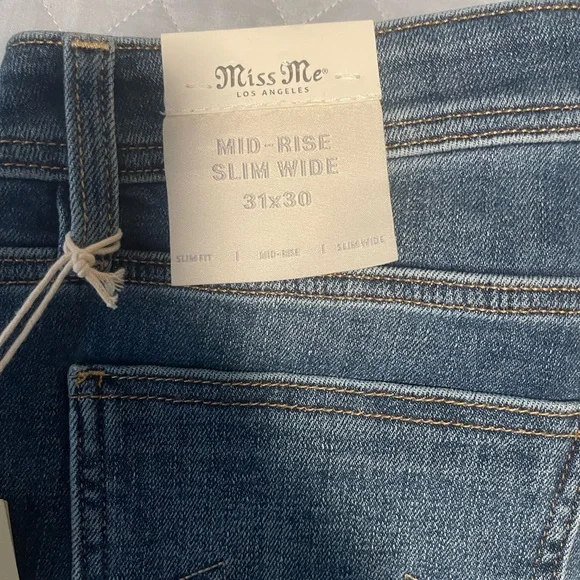 Miss Me®
LOS ANGELES
MID-RISE
SLIM WIDE
31x30
SLIM FIT | MID-RISE | SLIM WIDE